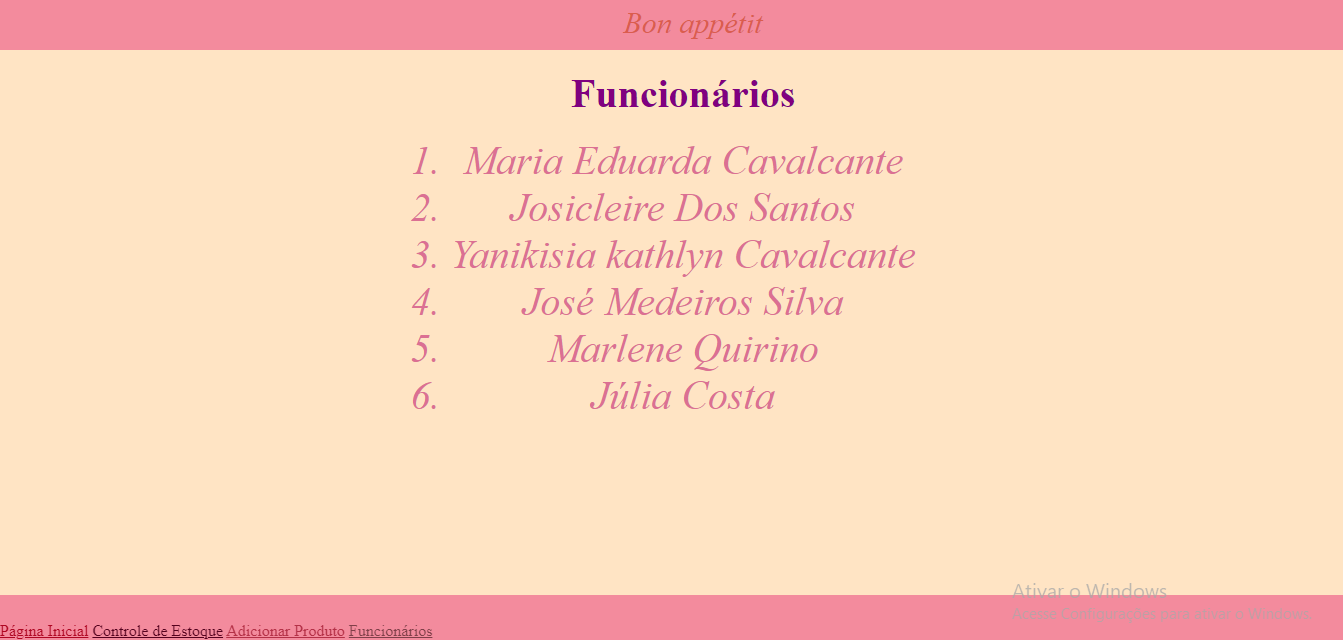 Bon appétit
Funcionários
1. Maria Eduarda Cavalcante
2. Josicleire Dos Santos
3. Yanikisia kathlyn Cavalcante
4. José Medeiros Silva
5. Marlene Quirino
6. Júlia Costa
Ativar o Windows
Acesse Configurações para ativar o Windows.
Página Inicial Controle de Estoque Adicionar Produto Funcionários